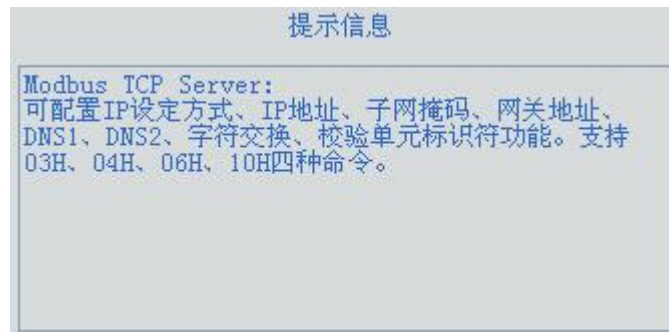 提示信息
Modbus TCP Server:
可配置IP设定方式、IP地址、子网掩码、网关地址、
DNS1、DNS2、字符交换、校验单元标识符功能。支持
03H、04H、06H、10H四种命令。